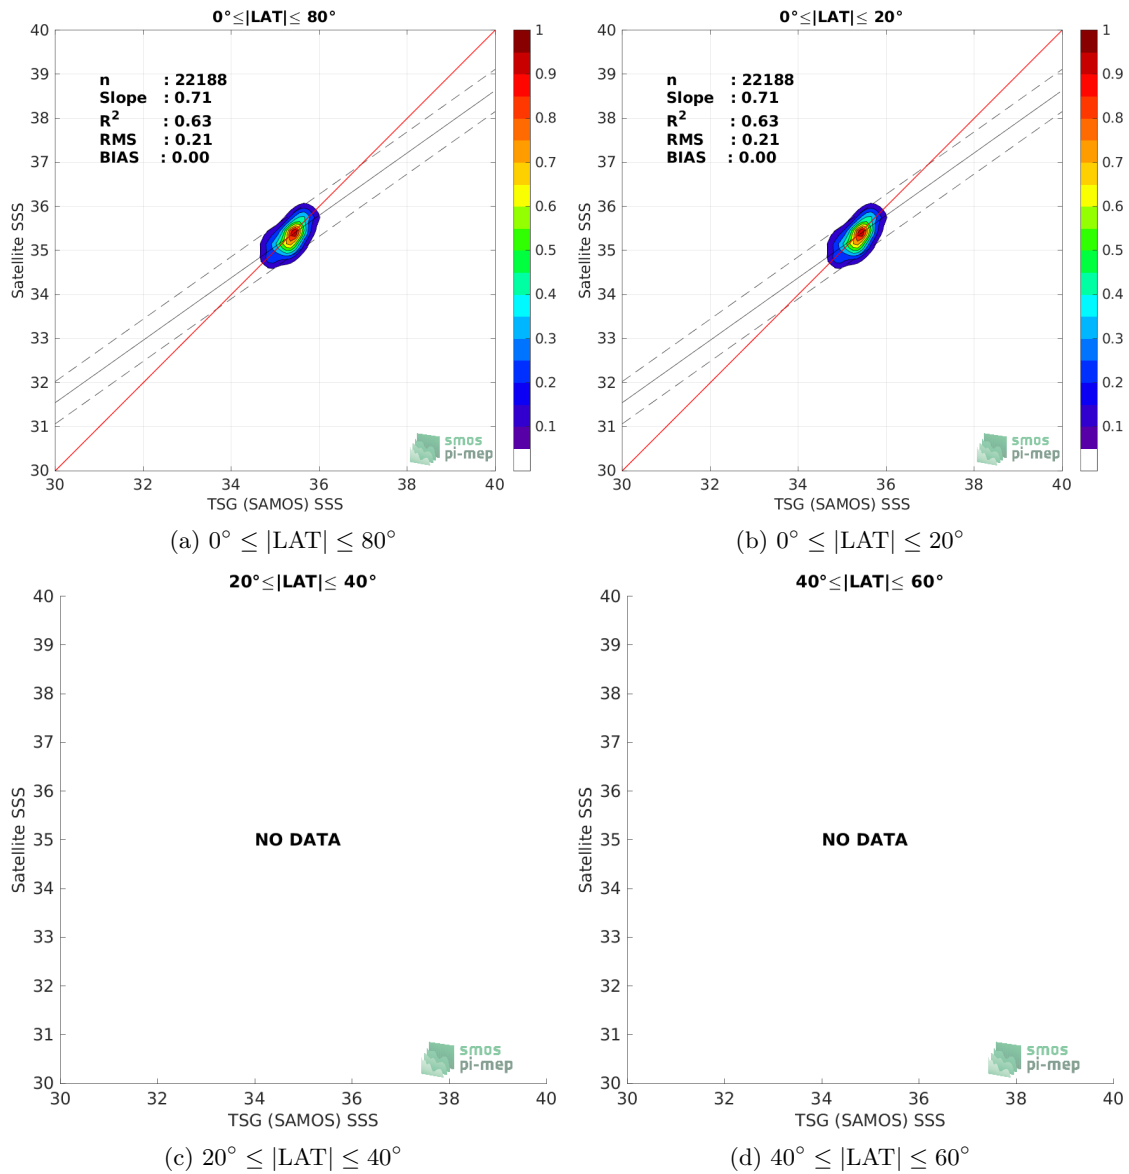 0°≤|LAT|≤ 80°
40
39
38
37
36
35
34
33
32
31
30
Satellite SSS
n : 22188
Slope : 0.71
R² : 0.63
RMS : 0.21
BIAS : 0.00
smos
pi-mep
30 32 34 36 38 40
TSG (SAMOS) SSS
1
0.9
0.8
0.7
0.6
0.5
0.4
0.3
0.2
0.1
(a) 0° ≤ |LAT| ≤ 80°
0°≤|LAT|≤ 20°
40
39
38
37
36
35
34
33
32
31
30
Satellite SSS
n : 22188
Slope : 0.71
R² : 0.63
RMS : 0.21
BIAS : 0.00
smos
pi-mep
30 32 34 36 38 40
TSG (SAMOS) SSS
1
0.9
0.8
0.7
0.6
0.5
0.4
0.3
0.2
0.1
(b) 0° ≤ |LAT| ≤ 20°
20°≤|LAT|≤ 40°
40
39
38
37
36
35
34
33
32
31
30
Satellite SSS
NO DATA
smos
pi-mep
30 32 34 36 38 40
TSG (SAMOS) SSS
(c) 20° ≤ |LAT| ≤ 40°
40°≤|LAT|≤ 60°
40
39
38
37
36
35
34
33
32
31
30
Satellite SSS
NO DATA
smos
pi-mep
30 32 34 36 38 40
TSG (SAMOS) SSS
(d) 40° ≤ |LAT| ≤ 60°